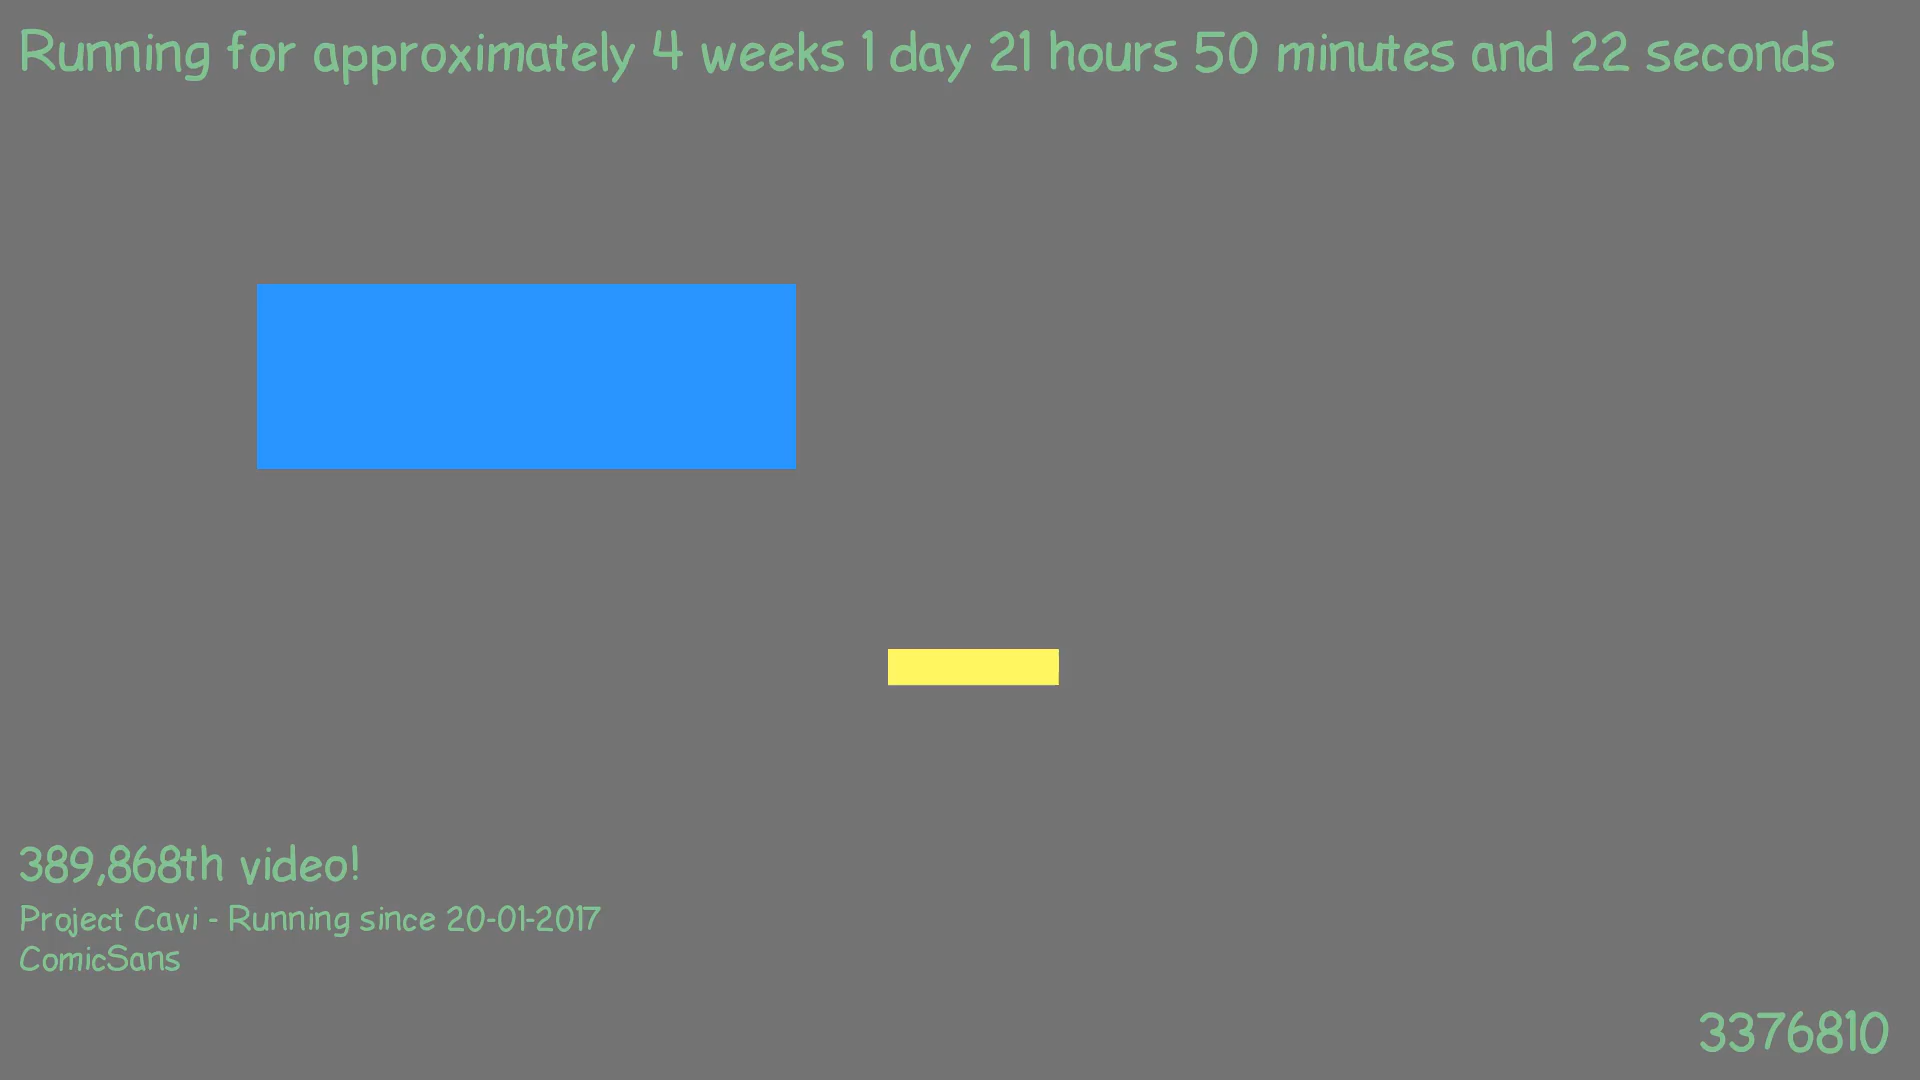 Running for approximately 4 weeks 1 day 21 hours 50 minutes and 22 seconds
389,868th video!
Project Cavi - Running since 20-01-2017
ComicSans
3376810